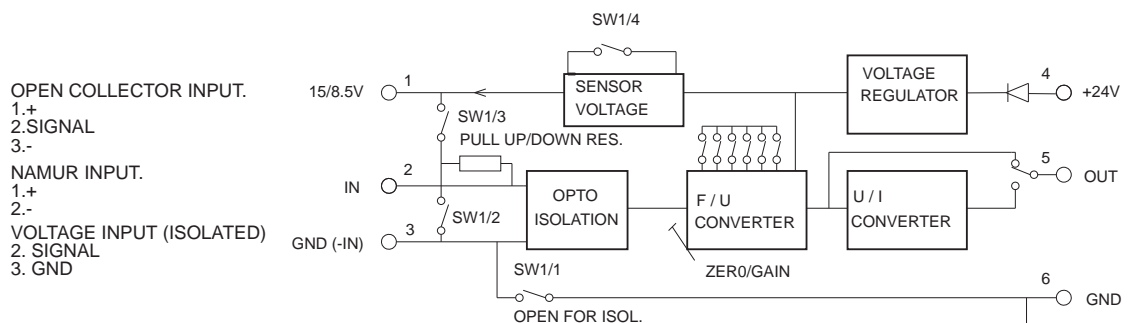 SW1/4
OPEN COLLECTOR INPUT.
1.+
2.SIGNAL
3.-
NAMUR INPUT.
1.+
2.-
VOLTAGE INPUT (ISOLATED)
2. SIGNAL
3. GND
15/8.5V
1
SENSOR
VOLTAGE
VOLTAGE
REGULATOR
4
+24V
SW1/3
PULL UP/DOWN RES.
IN
2
OPTO
ISOLATION
F / U
CONVERTER
U / I
CONVERTER
5
OUT
SW1/2
GND (-IN)
3
ZER0/GAIN
SW1/1
OPEN FOR ISOL.
6
GND